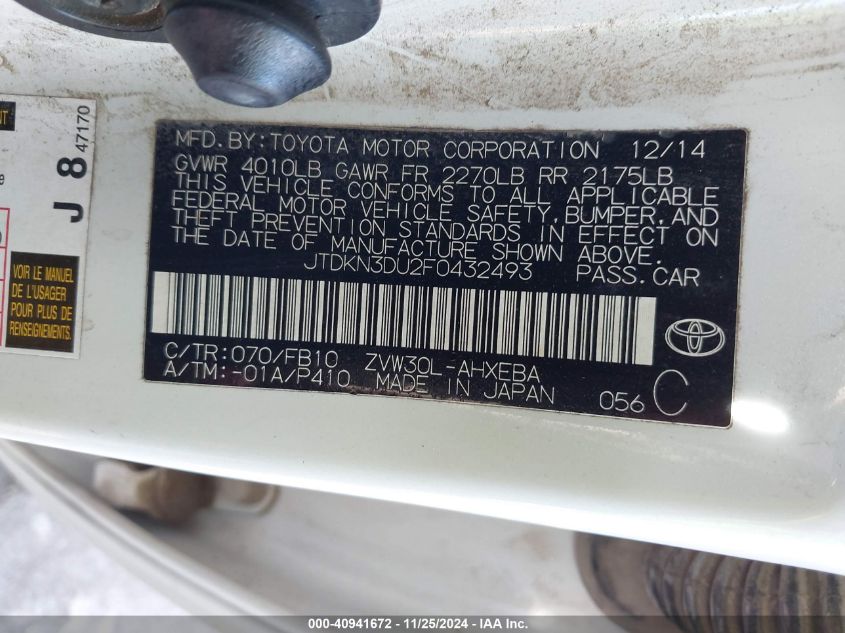 NT
J 8 47170
VOIR LE MANUEL
DE L'USAGER
POUR PLUS DE
RENSEIGNEMENTS.
MFD.BY:TOYOTA MOTOR CORPORATION 12/14
GVWR 4010LB GAWR FR 2270LB RR 2175LB
THIS VEHICLE CONFORMS TO ALL APPLICABLE
FEDERAL MOTOR VEHICLE SAFETY,BUMPER,AND
THEFT PREVENTION STANDARDS IN EFFECT ON
THE DATE OF MANUFACTURE SHOWN ABOVE.
JTDKN3DU2F0432493 PASS.CAR
C/TR:070/FB10 ZVW30L-AHXEBA
A/TM:-01A/P410 MADE IN JAPAN
056 C
000-40941672 - 11/25/2024 - IAA Inc.